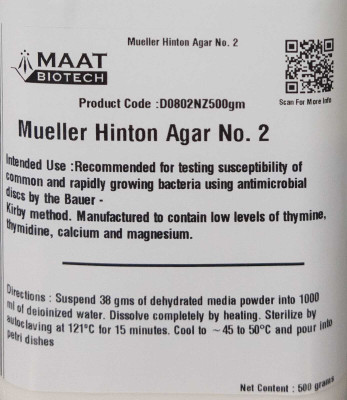 Mueller Hinton Agar No. 2
MAAT
BIOTECH
Scan For More Info
Product Code :D0802NZ500gm
Mueller Hinton Agar No. 2
Intended Use :Recommended for testing susceptibility of
common and rapidly growing bacteria using antimicrobial
discs by the Bauer -
Kirby method. Manufactured to contain low levels of thymine,
thymidine, calcium and magnesium.
Directions : Suspend 38 gms of dehydrated media powder into 1000
ml of deioinized water. Dissolve completely by heating. Sterilize by
autoclaving at 121°C for 15 minutes. Cool to ~45 to 50°C and pour into
petri dishes
Net Content : 500 grams